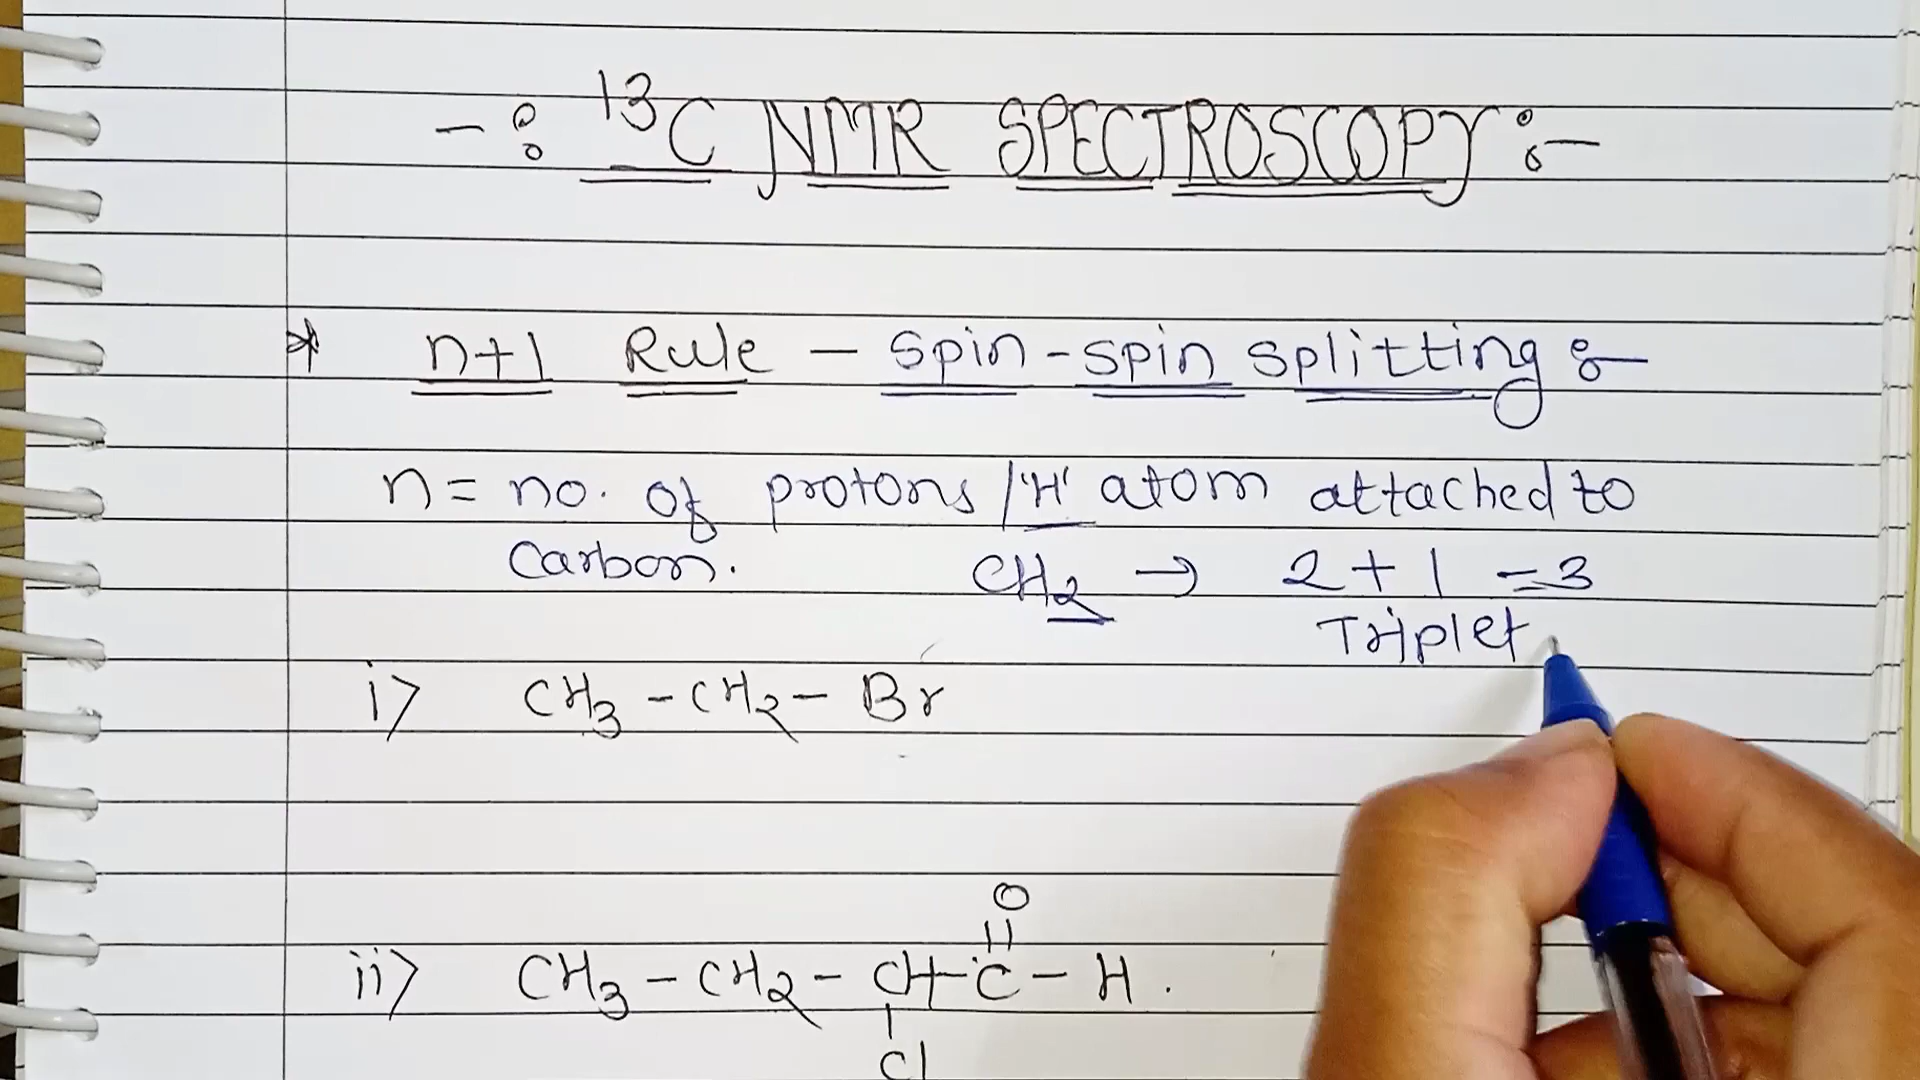 -: ¹³C NMR SPECTROSCOPY :-
* n+1 Rule - Spin-spin splitting :-
n = no. of protons / 'H' atom attached to
Carbon. CH₂ → 2 + 1 = 3
Triplet
i> CH₃ - CH₂ - Br
O
||
ii> CH₃ - CH₂ - CH - C - H .
|
Cl